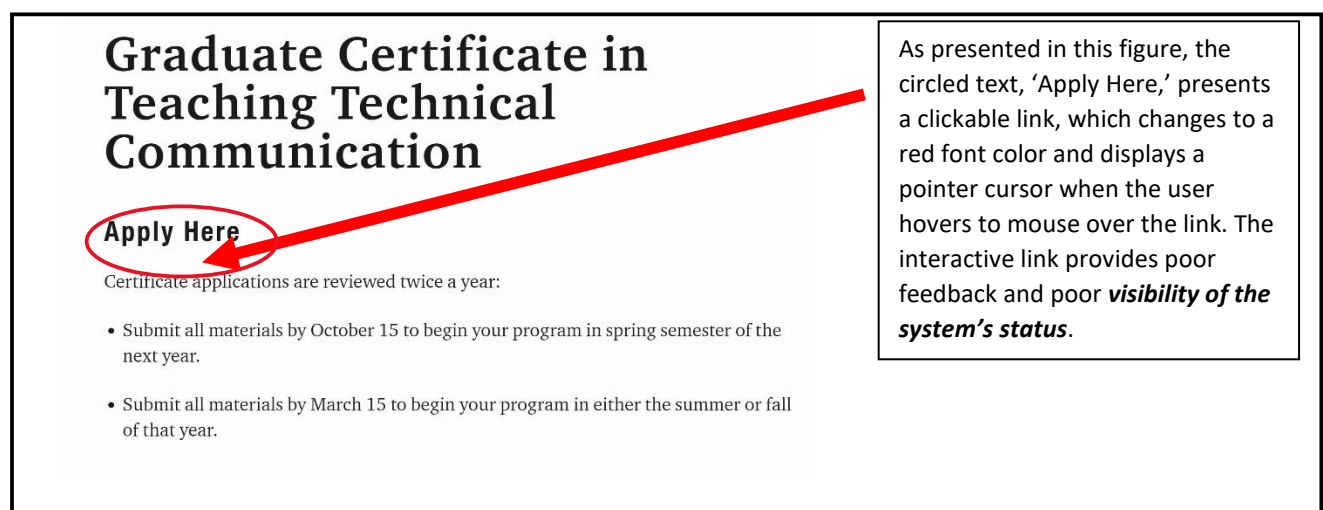 Graduate Certificate in
Teaching Technical
Communication
Apply Here
Certificate applications are reviewed twice a year:
• Submit all materials by October 15 to begin your program in spring semester of the
next year.
• Submit all materials by March 15 to begin your program in either the summer or fall
of that year.
As presented in this figure, the
circled text, ‘Apply Here,’ presents
a clickable link, which changes to a
red font color and displays a
pointer cursor when the user
hovers to mouse over the link. The
interactive link provides poor
feedback and poor visibility of the
system’s status.